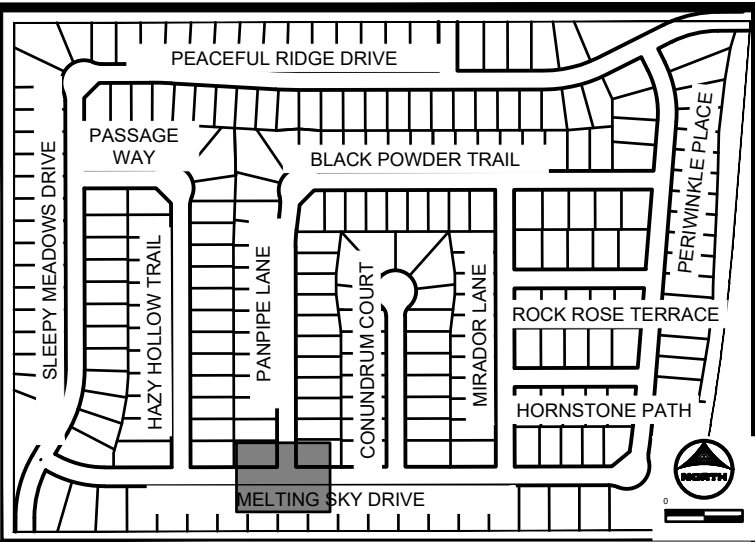 PEACEFUL RIDGE DRIVE
PASSAGE
WAY
BLACK POWDER TRAIL
PERIWINKLE PLACE
SLEEPY MEADOWS DRIVE
HAZY HOLLOW TRAIL
PANPIPE LANE
CONUNDRUM COURT
MIRADOR LANE
ROCK ROSE TERRACE
HORNSTONE PATH
MELTING SKY DRIVE
NORTH
0